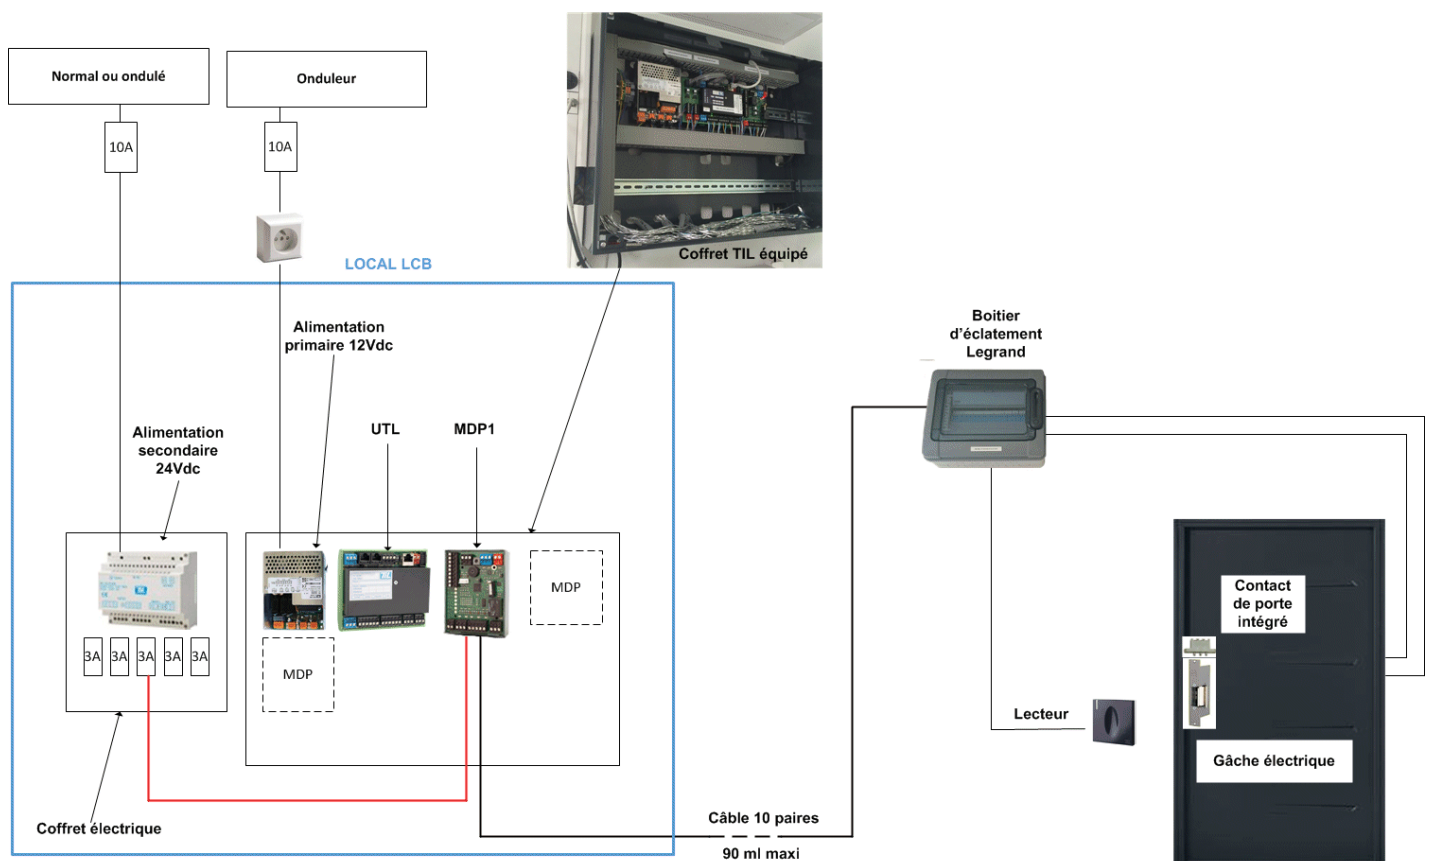 Normal ou ondulé
Onduleur
10A
10A
Coffret TIL équipé
LOCAL LCB
Alimentation
primaire 12Vdc
Boitier
d'éclatement
Legrand
Alimentation
secondaire
24Vdc
UTL
MDP1
MDP
MDP
3A
3A
3A
3A
3A
Contact
de porte
intégré
Lecteur
Gâche électrique
Coffret électrique
Câble 10 paires
90 ml maxi